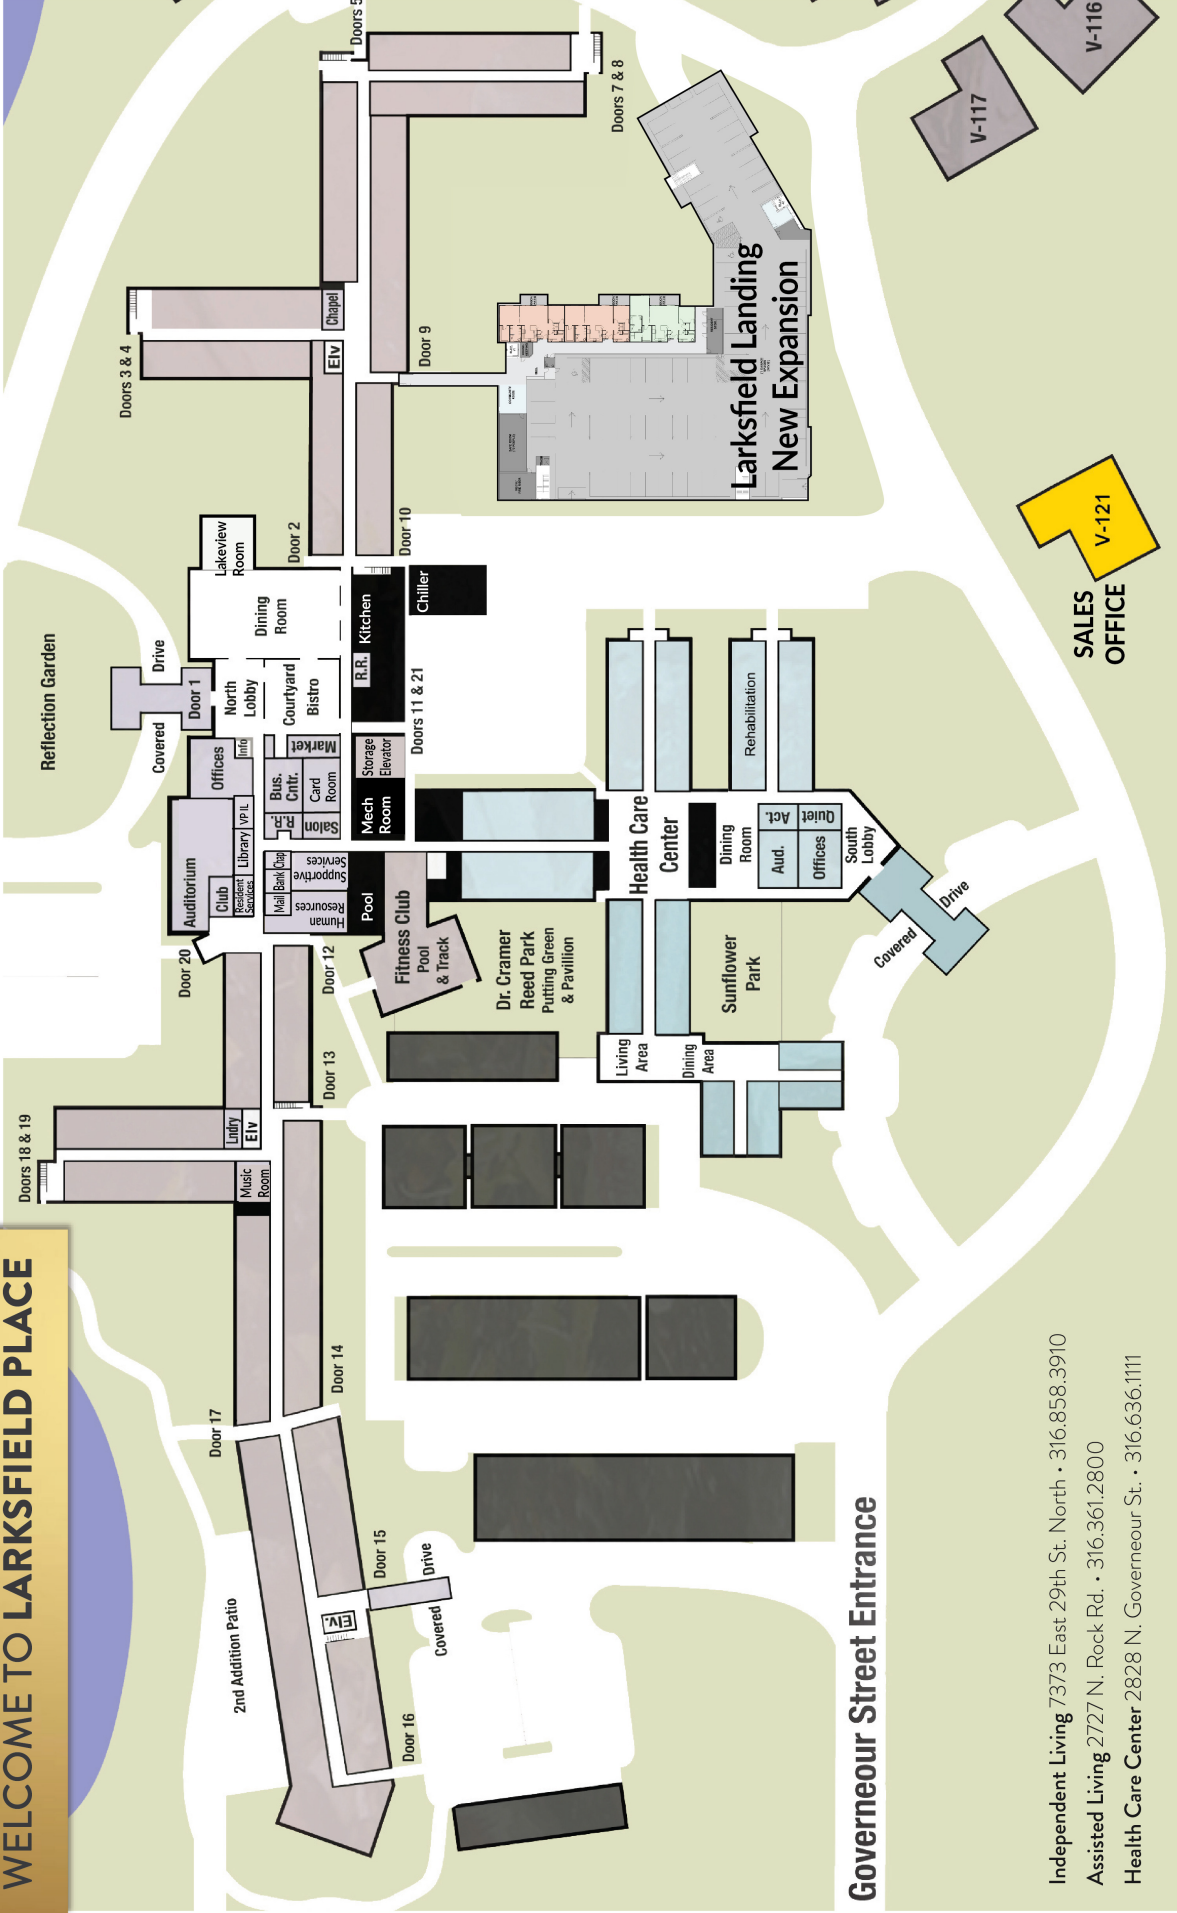 WELCOME TO LARKSFIELD PLACE
Doors 5
Doors 7 & 8
V-116
V-117
Doors 3 & 4
Chapel
Elv
Door 9
Larksfield Landing
New Expansion
Door 2
Door 10
Lakeview
Room
Dining
Room
Kitchen
R.R.
Chiller
V-121
SALES
OFFICE
Reflection Garden
Covered
Drive
Door 1
North
Lobby
Courtyard
Bistro
Doors 11 & 21
Offices
Info
Market
Bus.
Cntr.
Card
Room
R.R.
Salon
Storage
Elevator
Mech
Room
Auditorium
Club
VP IL
Library
Resident
Services
Chap
Bank
Mail
Supportive
Services
Human
Resources
Pool
Fitness Club
Pool
& Track
Health Care
Center
Rehabilitation
Dining
Room
Act.
Quiet
Aud.
Offices
South
Lobby
Covered
Drive
Dr. Cramer
Reed Park
Putting Green
& Pavillion
Sunflower
Park
Living
Area
Dining
Area
Door 20
Door 12
Door 13
Doors 18 & 19
Lndry
Elv
Music
Room
Door 17
Door 14
Door 15
Covered
Drive
Elv.
2nd Addition Patio
Door 16
Governeour Street Entrance
Independent Living 7373 East 29th St. North • 316.858.3910
Assisted Living 2727 N. Rock Rd. • 316.361.2800
Health Care Center 2828 N. Governeour St. • 316.636.1111